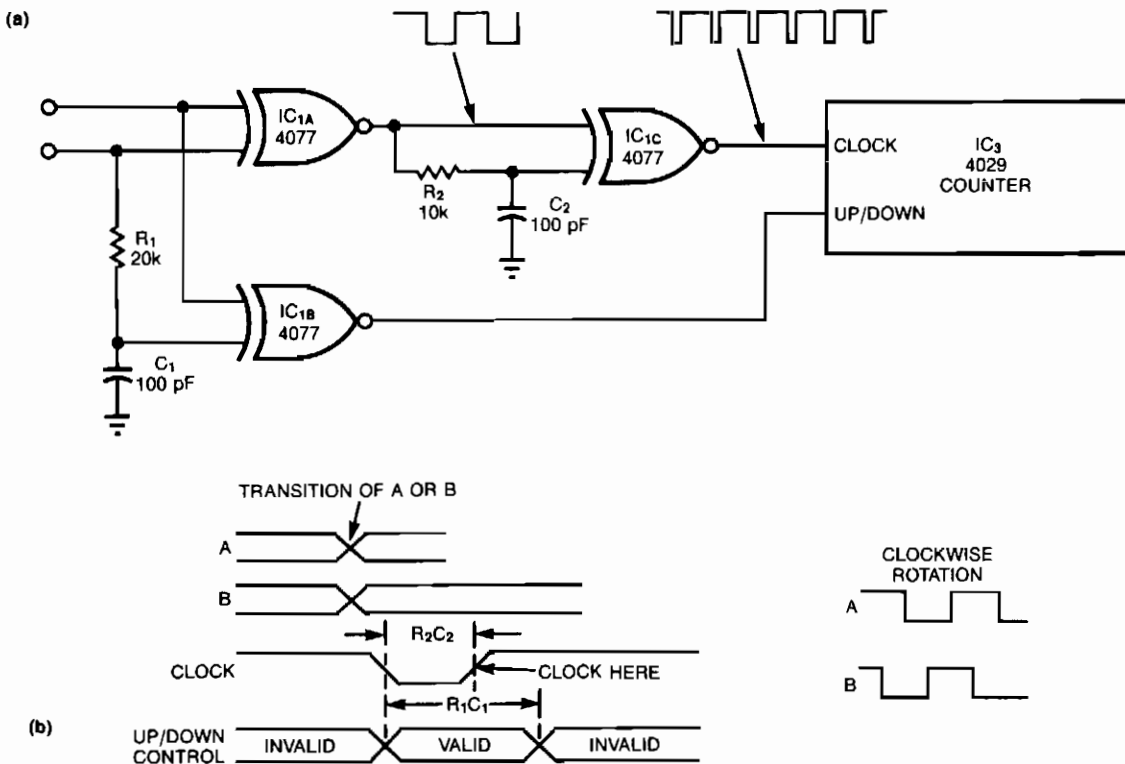 (a)
IC1A
4077
R2
10k
C2
100 pF
IC1C
4077
CLOCK
UP/DOWN
IC3
4029
COUNTER
R1
20k
C1
100 pF
IC1B
4077
TRANSITION OF A OR B
A
B
R2C2
CLOCK
CLOCK HERE
R1C1
(b)
UP/DOWN
CONTROL
INVALID
VALID
INVALID
CLOCKWISE
ROTATION
A
B